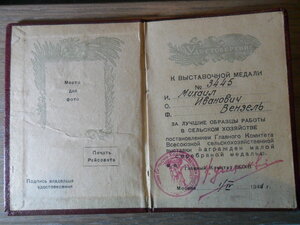 Место
для
фото
Печать
Райсовета
Подпись владельца
удостоверения
УДОСТОВЕРЕНИЕ
К ВЫСТАВОЧНОЙ МЕДАЛИ
№ 3445
И. Михаил
О. Иванович
Ф. Вензель
ЗА ЛУЧШИЕ ОБРАЗЦЫ РАБОТЫ
В СЕЛЬСКОМ ХОЗЯЙСТВЕ
постановлением Главного Комитета
Всесоюзной сельскохозяйственной
выставки награжден малой
серебряной медалью.
Главный Комитет ВСХВ
Москва